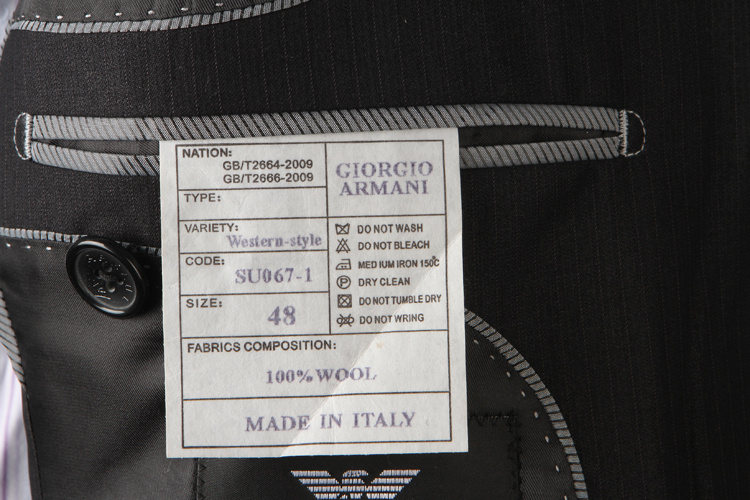 NATION:
GB/T2664-2009
GB/T2666-2009
TYPE:
VARIETY:
Western-style
CODE:
SU067-1
SIZE:
48
GIORGIO
ARMANI
DO NOT WASH
DO NOT BLEACH
MEDIUM IRON 150°C
DRY CLEAN
DO NOT TUMBLE DRY
DO NOT WRING
FABRICS COMPOSITION:
100% WOOL
MADE IN ITALY